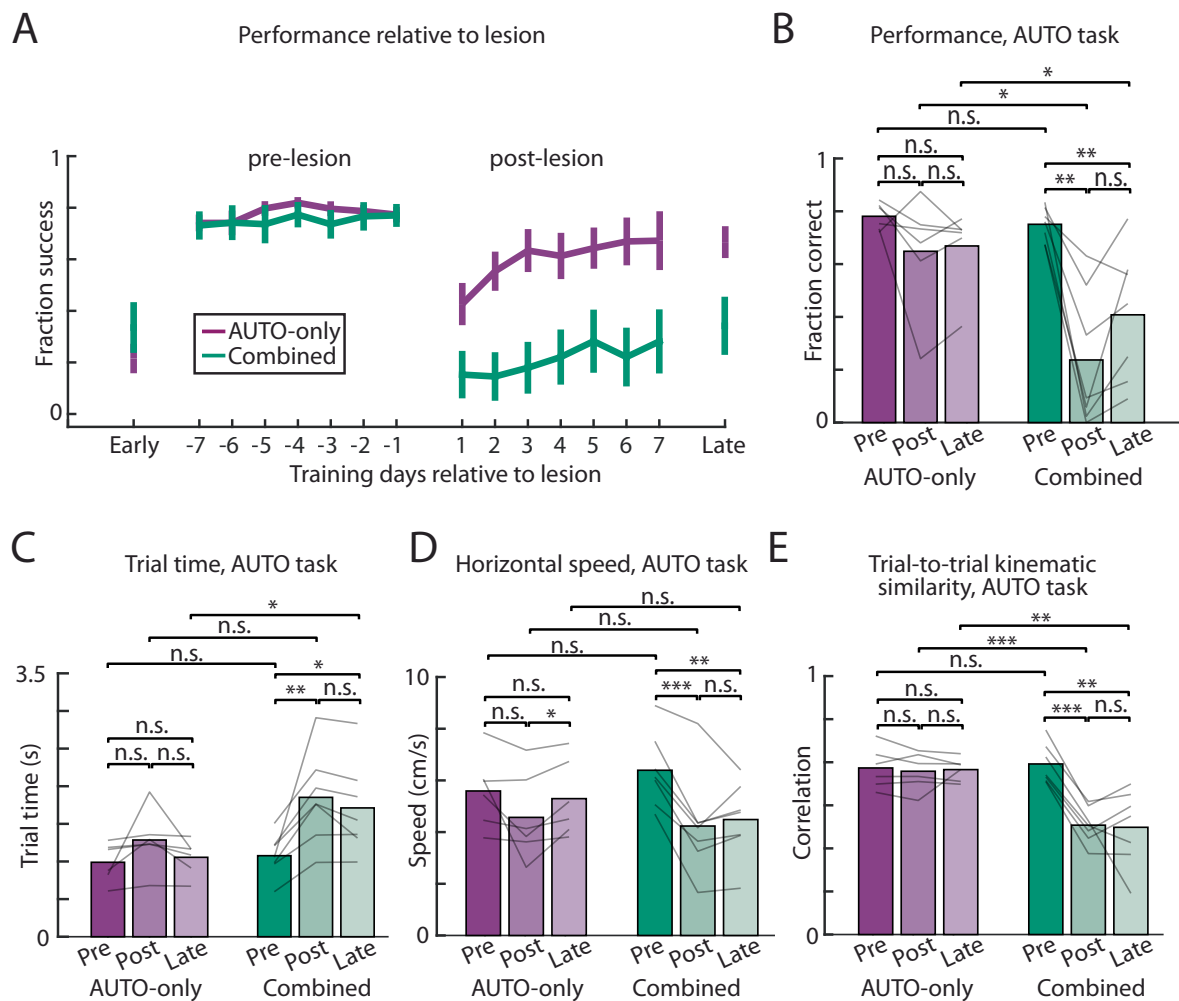 A
Performance relative to lesion
Fraction success
1
0
pre-lesion
post-lesion
AUTO-only
Combined
Early
-7 -6 -5 -4 -3 -2 -1
1 2 3 4 5 6 7
Late
Training days relative to lesion
B
Performance, AUTO task
*
*
n.s.
n.s.
n.s. n.s.
**
** n.s.
Fraction correct
1
0
Pre Post Late
Pre Post Late
AUTO-only
Combined
C
Trial time, AUTO task
*
n.s.
n.s.
n.s.
n.s. n.s.
*
** n.s.
Trial time (s)
3.5
0
Pre Post Late
Pre Post Late
AUTO-only
Combined
D
Horizontal speed, AUTO task
n.s.
n.s.
n.s.
n.s.
n.s. *
**
*** n.s.
Speed (cm/s)
10
0
Pre Post Late
Pre Post Late
AUTO-only
Combined
E
Trial-to-trial kinematic
similarity, AUTO task
**
***
n.s.
n.s.
n.s. n.s.
**
*** n.s.
Correlation
1
0
Pre Post Late
Pre Post Late
AUTO-only
Combined